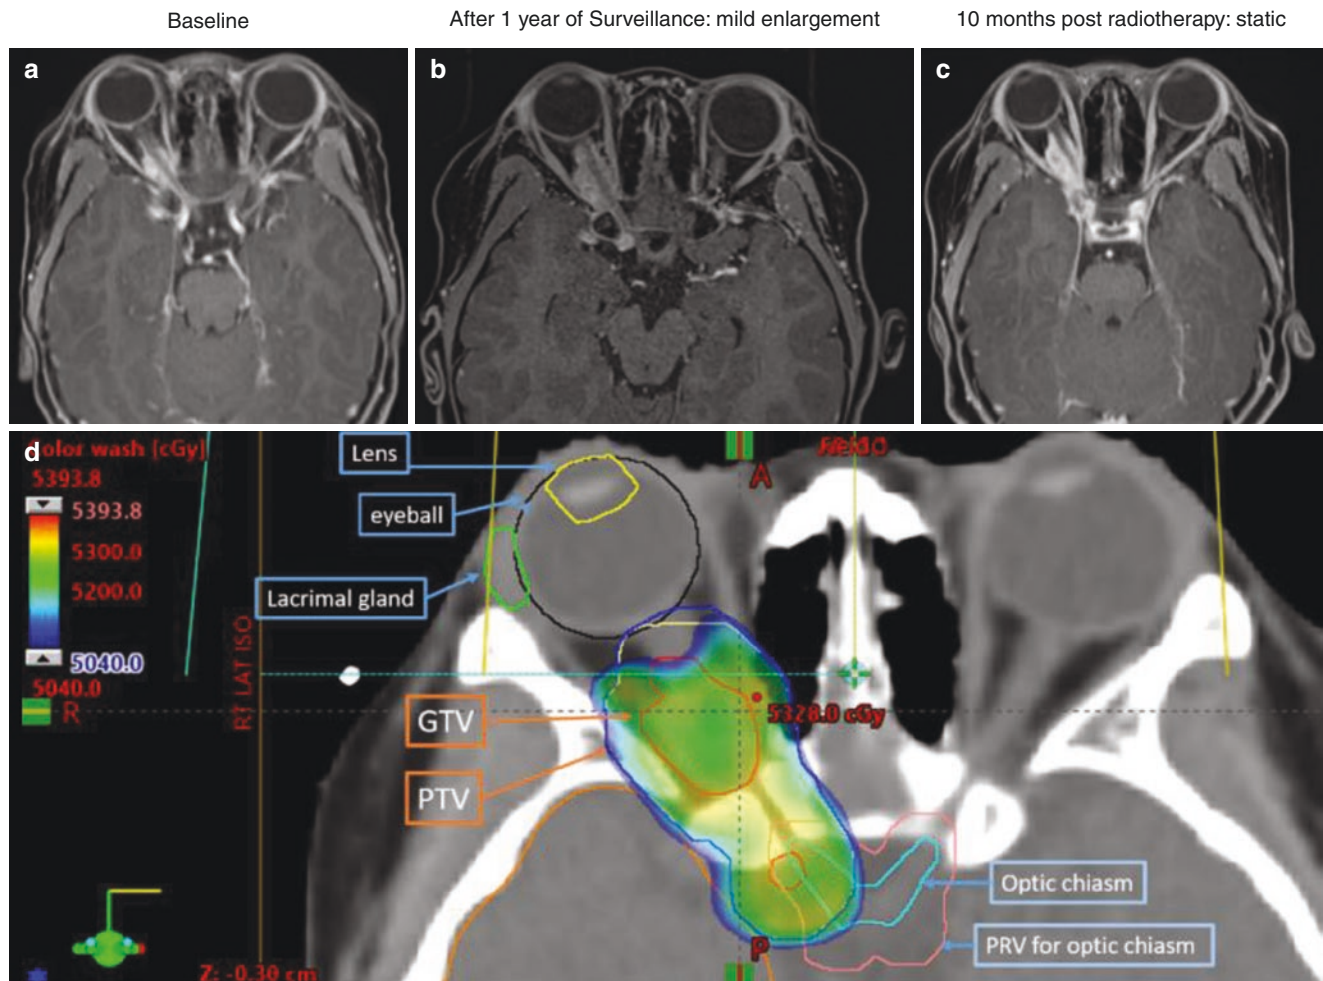 Baseline
After 1 year of Surveillance: mild enlargement
10 months post radiotherapy: static
a
b
c
d
Color wash [cGy]
5393.8
5393.8
5300.0
5200.0
5040.0
5040.0
R
RT LAT ISO
Lens
eyeball
Lacrimal gland
A
5328.0 cGy
GTV
PTV
Optic chiasm
PRV for optic chiasm
P
Z: -0.30 cm